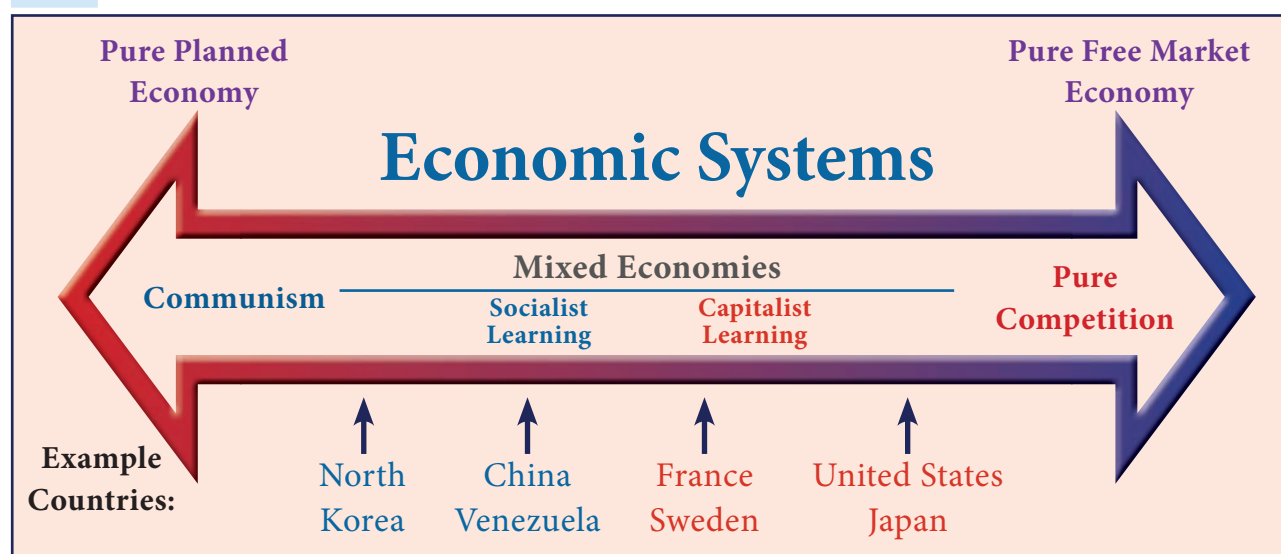 Pure Planned
Economy
Pure Free Market
Economy
Economic Systems
Mixed Economies
Communism
Socialist
Learning
Capitalist
Learning
Pure
Competition
Example
Countries:
North
Korea
China
Venezuela
France
Sweden
United States
Japan